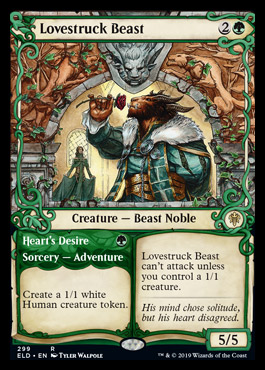 Lovestruck Beast 2
Creature — Beast Noble
Heart's Desire
Sorcery — Adventure
Create a 1/1 white
Human creature token.
Lovestruck Beast
can't attack unless
you control a 1/1
creature.
His mind chose solitude,
but his heart disagreed.
5/5
299 R
ELD • EN Tyler Walpole
™ & © 2019 Wizards of the Coast